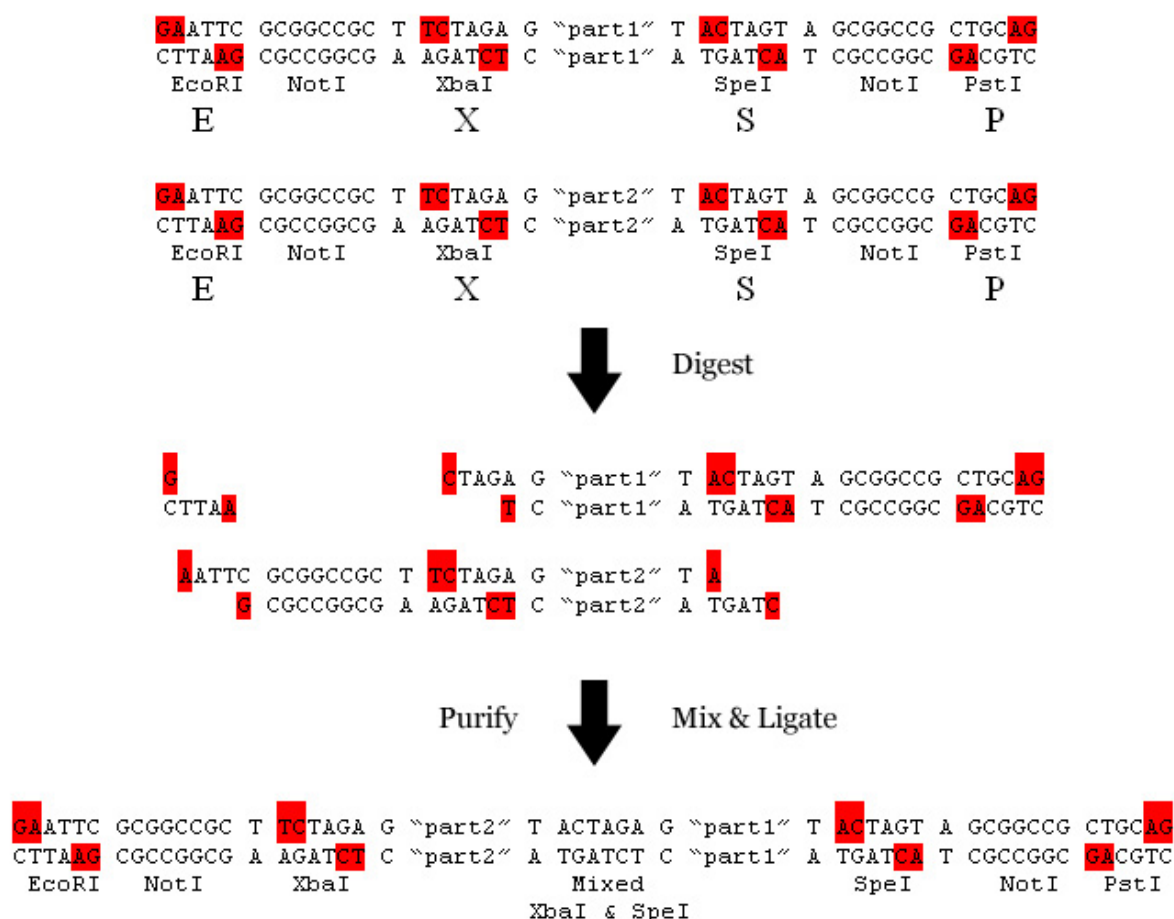 GAATTC GCGGCCGC T TCTAGA G “part1” T ACTAGT A GCGGCCG CTGCAG
CTTAAG CGCCGGCG A AGATCT C “part1” A TGATCA T CGCCGGC GACGTC
EcoRI NotI XbaI SpeI NotI PstI
E X S P
GAATTC GCGGCCGC T TCTAGA G “part2” T ACTAGT A GCGGCCG CTGCAG
CTTAAG CGCCGGCG A AGATCT C “part2” A TGATCA T CGCCGGC GACGTC
EcoRI NotI XbaI SpeI NotI PstI
E X S P
Digest
G CTAGA G “part1” T ACTAGT A GCGGCCG CTGCAG
CTTAA T C “part1” A TGATCA T CGCCGGC GACGTC
AATTC GCGGCCGC T TCTAGA G “part2” T A
G CGCCGGCG A AGATCT C “part2” A TGATC
Purify Mix & Ligate
GAATTC GCGGCCGC T TCTAGA G “part2” T ACTAGA G “part1” T ACTAGT A GCGGCCG CTGCAG
CTTAAG CGCCGGCG A AGATCT C “part2” A TGATCT C “part1” A TGATCA T CGCCGGC GACGTC
EcoRI NotI XbaI Mixed SpeI NotI PstI
XbaI & SpeI